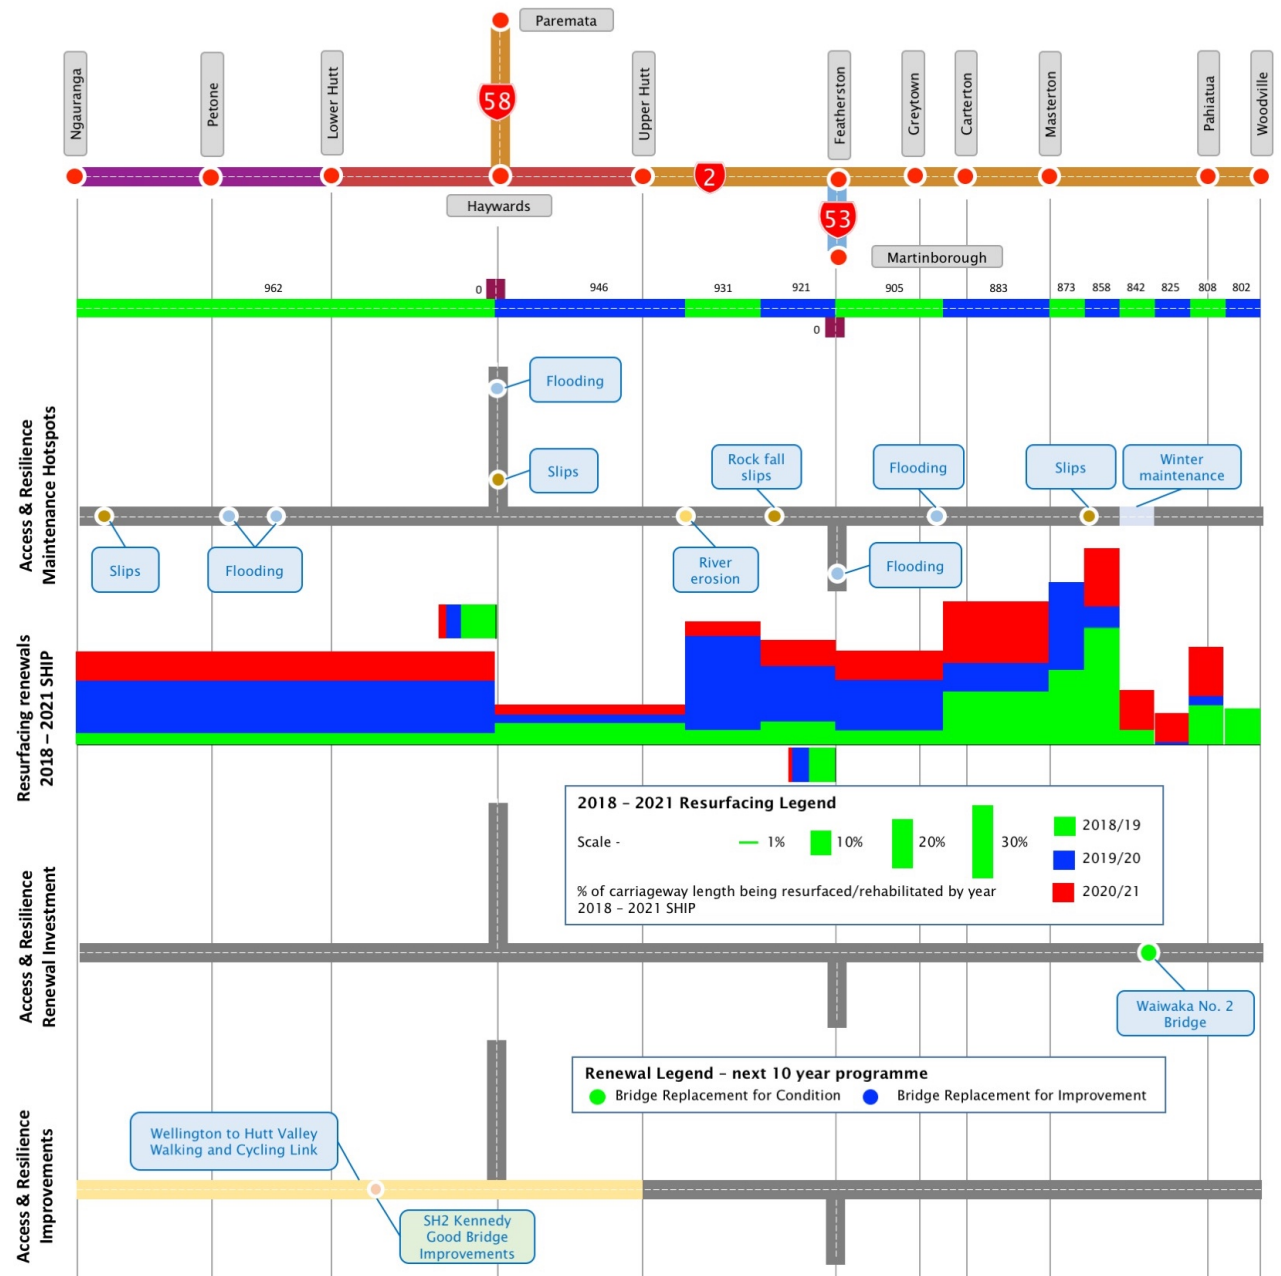 Paremata
Ngauranga
Petone
Lower Hutt
58
Upper Hutt
Featherston
Greytown
Carterton
Masterton
Pahiatua
Woodville
2
Haywards
53
Martinborough
962
0
946
931
921
905
883
873
858
842
825
808
802
0
Access & Resilience
Maintenance Hotspots
Flooding
Slips
Rock fall
slips
Flooding
Slips
Winter
maintenance
Slips
Flooding
River
erosion
Flooding
Resurfacing renewals
2018 – 2021 SHIP
2018 – 2021 Resurfacing Legend
Scale -
1%
10%
20%
30%
2018/19
2019/20
2020/21
% of carriageway length being resurfaced/rehabilitated by year
2018 – 2021 SHIP
Access & Resilience
Renewal Investment
Waiwaka No. 2
Bridge
Renewal Legend – next 10 year programme
Bridge Replacement for Condition
Bridge Replacement for Improvement
Access & Resilience
Improvements
Wellington to Hutt Valley
Walking and Cycling Link
SH2 Kennedy
Good Bridge
Improvements